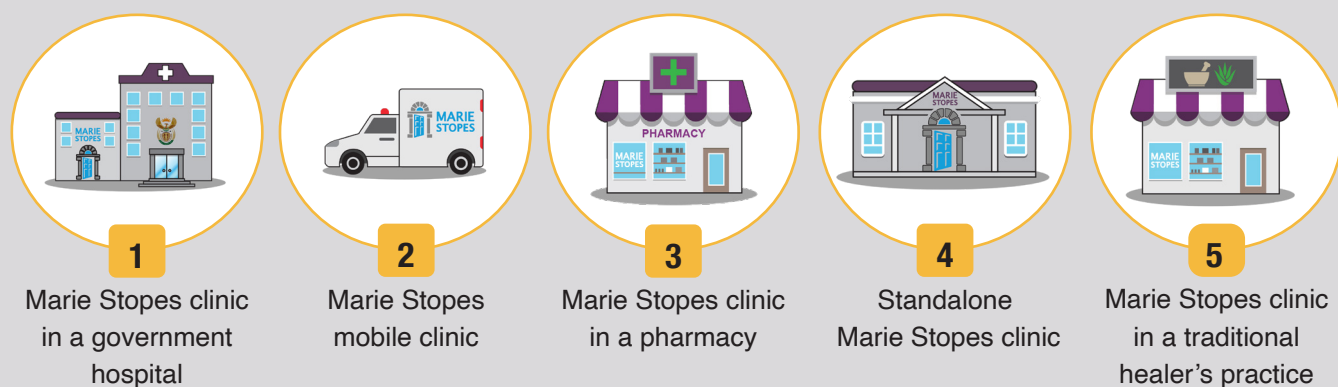 MARIE
STOPES
MARIE
STOPES
PHARMACY
MARIE
STOPES
MARIE
STOPES
MARIE
STOPES
1
2
3
4
5
Marie Stopes clinic
in a government
hospital
Marie Stopes
mobile clinic
Marie Stopes clinic
in a pharmacy
Standalone
Marie Stopes clinic
Marie Stopes clinic
in a traditional
healer’s practice